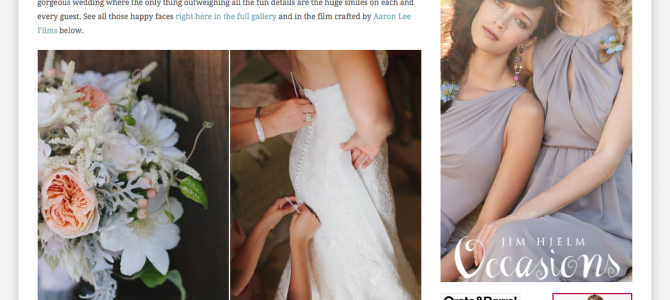 gorgeous wedding where the only thing outweighing all the fun details are the huge smiles on each and
every guest. See all those happy faces right here in the full gallery and in the film crafted by Aaron Lee
Films below.
JIM HJELM
Occasions
Crate&Barrel